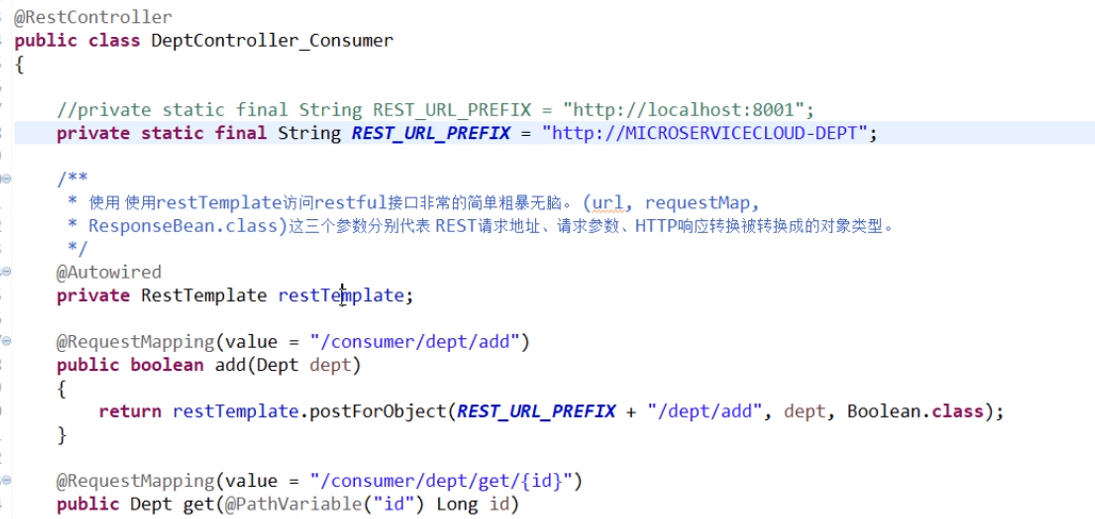 @RestController
public class DeptController_Consumer
{
//private static final String REST_URL_PREFIX = "http://localhost:8001";
private static final String REST_URL_PREFIX = "http://MICROSERVICECLOUD-DEPT";
/**
* 使用 使用restTemplate访问restful接口非常的简单粗暴无脑。(url, requestMap,
* ResponseBean.class)这三个参数分别代表 REST请求地址、请求参数、HTTP响应转换被转换成的对象类型。
*/
@Autowired
private RestTemplate restTemplate;
@RequestMapping(value = "/consumer/dept/add")
public boolean add(Dept dept)
{
return restTemplate.postForObject(REST_URL_PREFIX + "/dept/add", dept, Boolean.class);
}
@RequestMapping(value = "/consumer/dept/get/{id}")
public Dept get(@PathVariable("id") Long id)